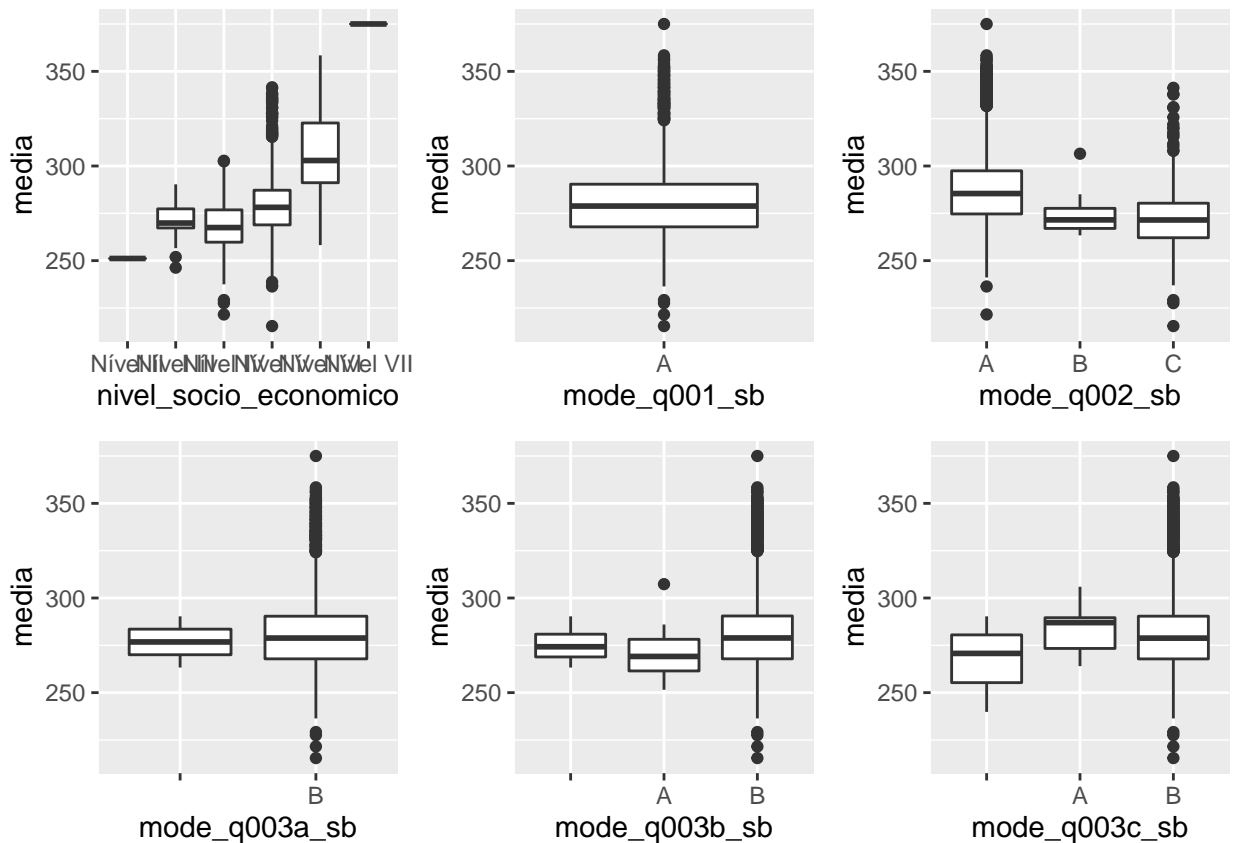 media
350
300
250
Nível
VII
nivel_socio_economico
media
350
300
250
A
mode_q001_sb
media
350
300
250
A B C
mode_q002_sb
media
350
300
250
B
mode_q003a_sb
media
350
300
250
A B
mode_q003b_sb
media
350
300
250
A B
mode_q003c_sb